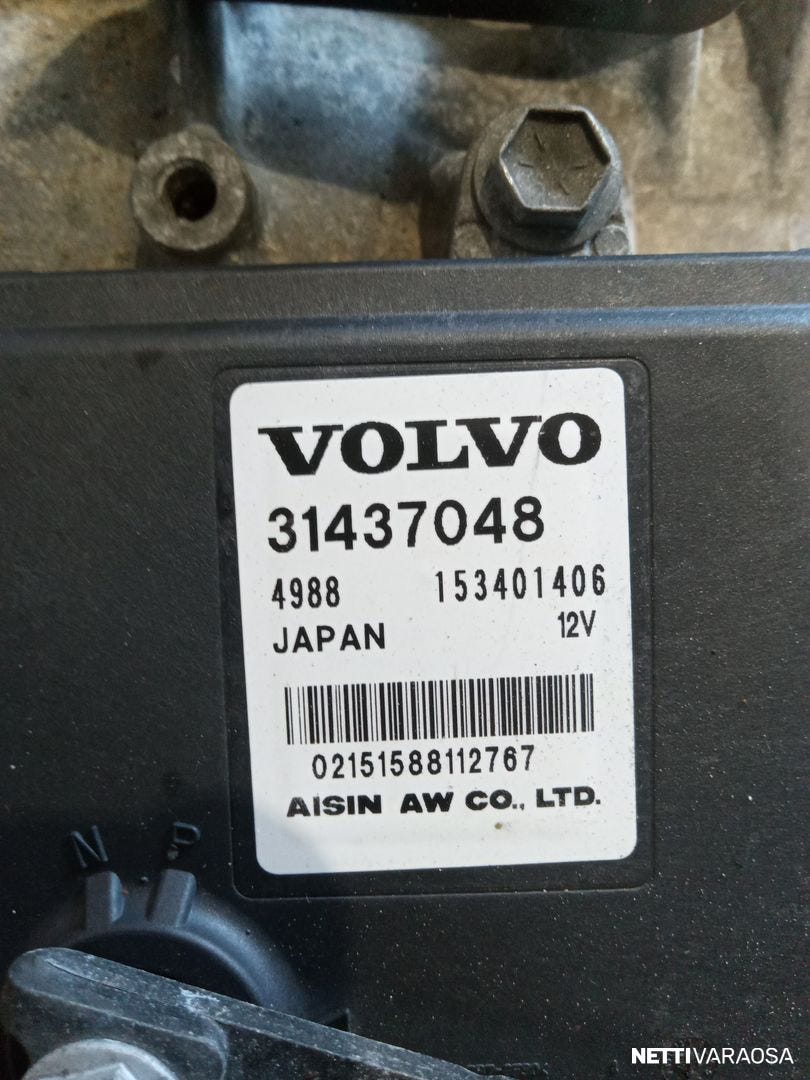 VOLVO
31437048
4988 153401406
JAPAN 12V
02151588112767
AISIN AW CO., LTD.
N P
NETTIVARAOSA